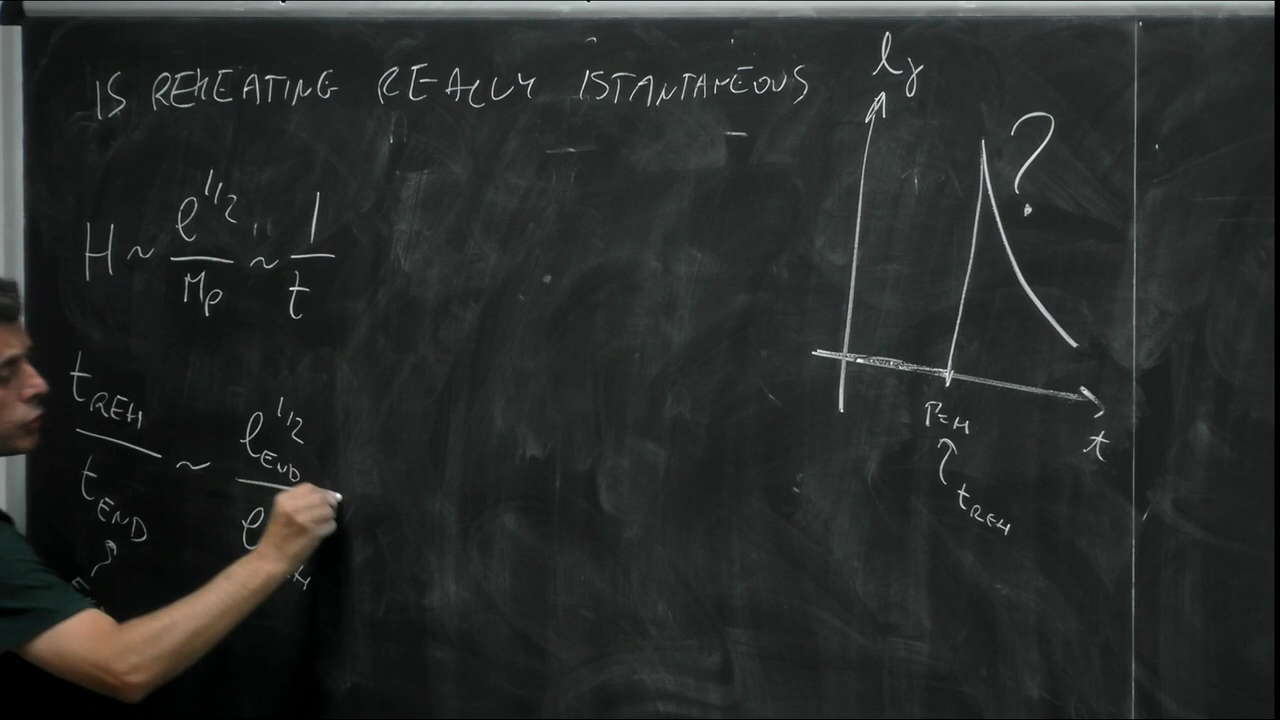 IS REHEATING REALLY ISTANTANEOUS
H ~ ρ^1/2 / M_P ~ 1 / t
t_REH / t_END ~ ρ_END^1/2 / ρ
ρ_γ
?
REH
↑
t_REH
t